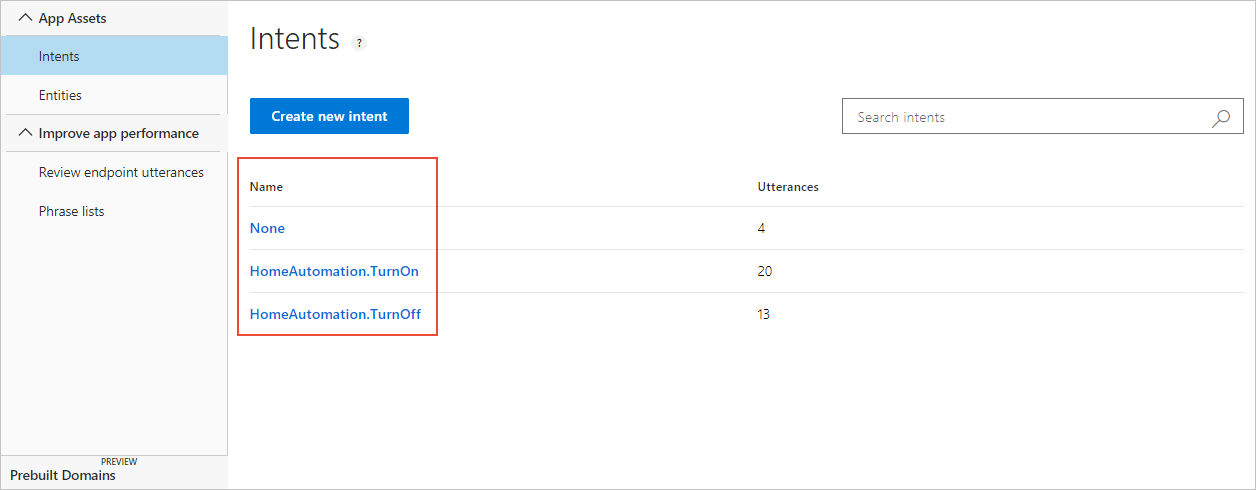 App Assets
Intents
Entities
Improve app performance
Review endpoint utterances
Phrase lists
PREVIEW
Prebuilt Domains
Intents ?
Create new intent
Search intents
Name Utterances
None 4
HomeAutomation.TurnOn 20
HomeAutomation.TurnOff 13